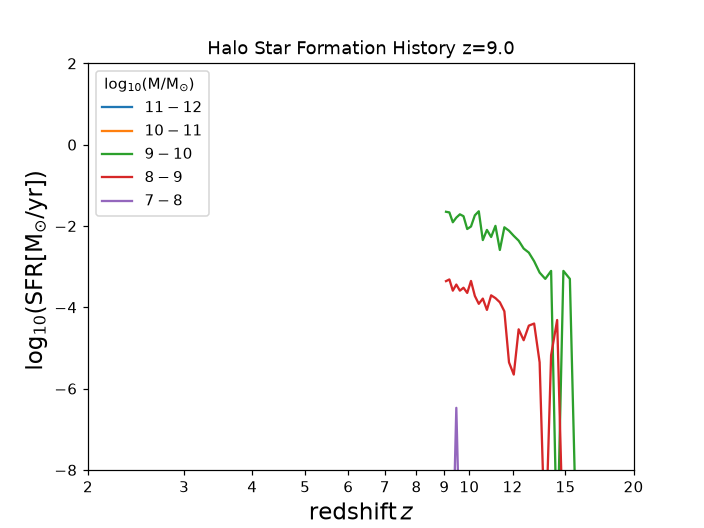 Halo Star Formation History z=9.0
log₁₀(M/M⊙)
11 − 12
10 − 11
9 − 10
8 − 9
7 − 8
log₁₀(SFR[M⊙/yr])
2
0
−2
−4
−6
−8
2 3 4 5 6 7 8 9 10 12 15 20
redshift z